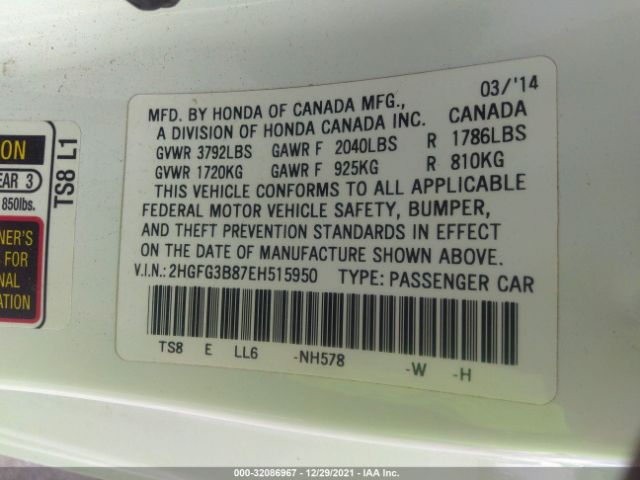 03/'14
MFD. BY HONDA OF CANADA MFG.,
A DIVISION OF HONDA CANADA INC. CANADA
GVWR 3792LBS GAWR F 2040LBS R 1786LBS
GVWR 1720KG GAWR F 925KG R 810KG
THIS VEHICLE CONFORMS TO ALL APPLICABLE
FEDERAL MOTOR VEHICLE SAFETY, BUMPER,
AND THEFT PREVENTION STANDARDS IN EFFECT
ON THE DATE OF MANUFACTURE SHOWN ABOVE.
V.I.N.: 2HGFG3B87EH515950 TYPE: PASSENGER CAR
TS8 E LL6 -NH578 -W -H
ON
EAR 3
850lbs.
NER'S
FOR
NAL
ATION
TS8 L1
000-32086967 - 12/29/2021 - IAA Inc.